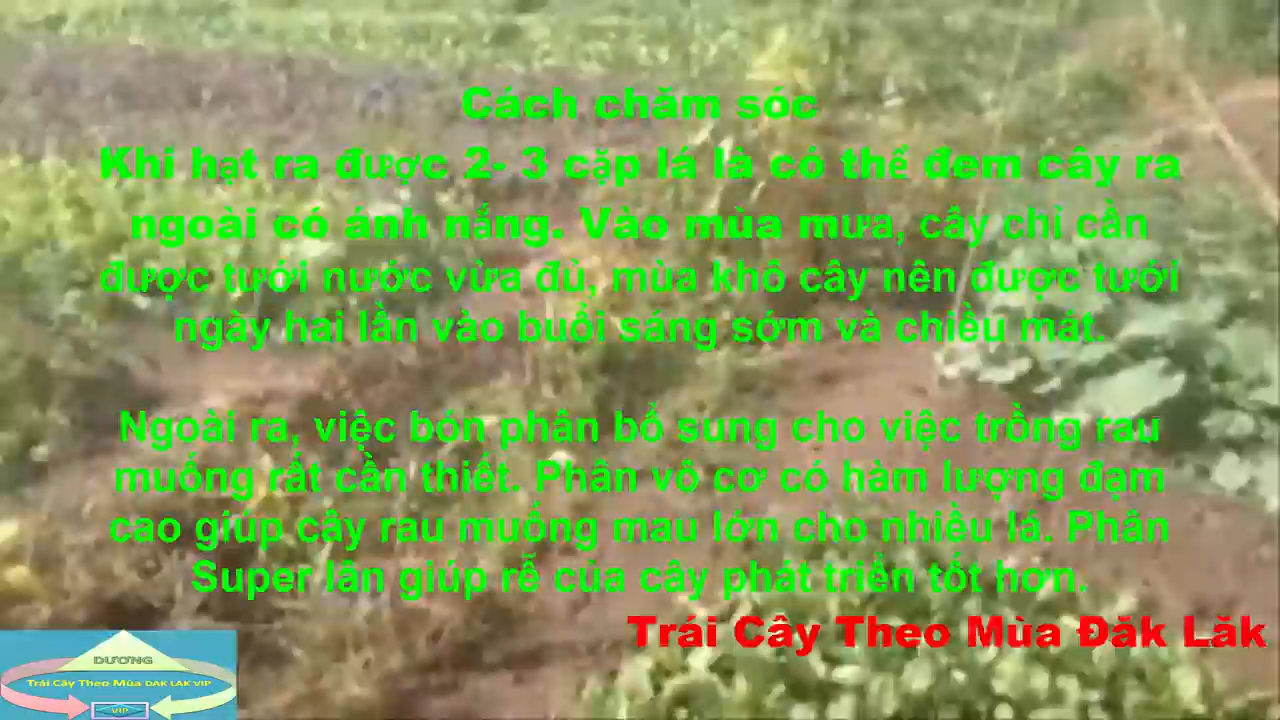 Cách chăm sóc
Khi hạt ra được 2- 3 cặp lá là có thể đem cây ra
ngoài có ánh nắng. Vào mùa mưa, cây chỉ cần
được tưới nước vừa đủ, mùa khô cây nên được tưới
ngày hai lần vào buổi sáng sớm và chiều mát.
Ngoài ra, việc bón phân bổ sung cho việc trồng rau
muống rất cần thiết. Phân vô cơ có hàm lượng đạm
cao giúp cây rau muống mau lớn cho nhiều lá. Phân
Super lân giúp rễ của cây phát triển tốt hơn.
Trái Cây Theo Mùa Đăk Lăk
DƯƠNG
Trái Cây Theo Mùa ĐAK LAK VIP
VIP